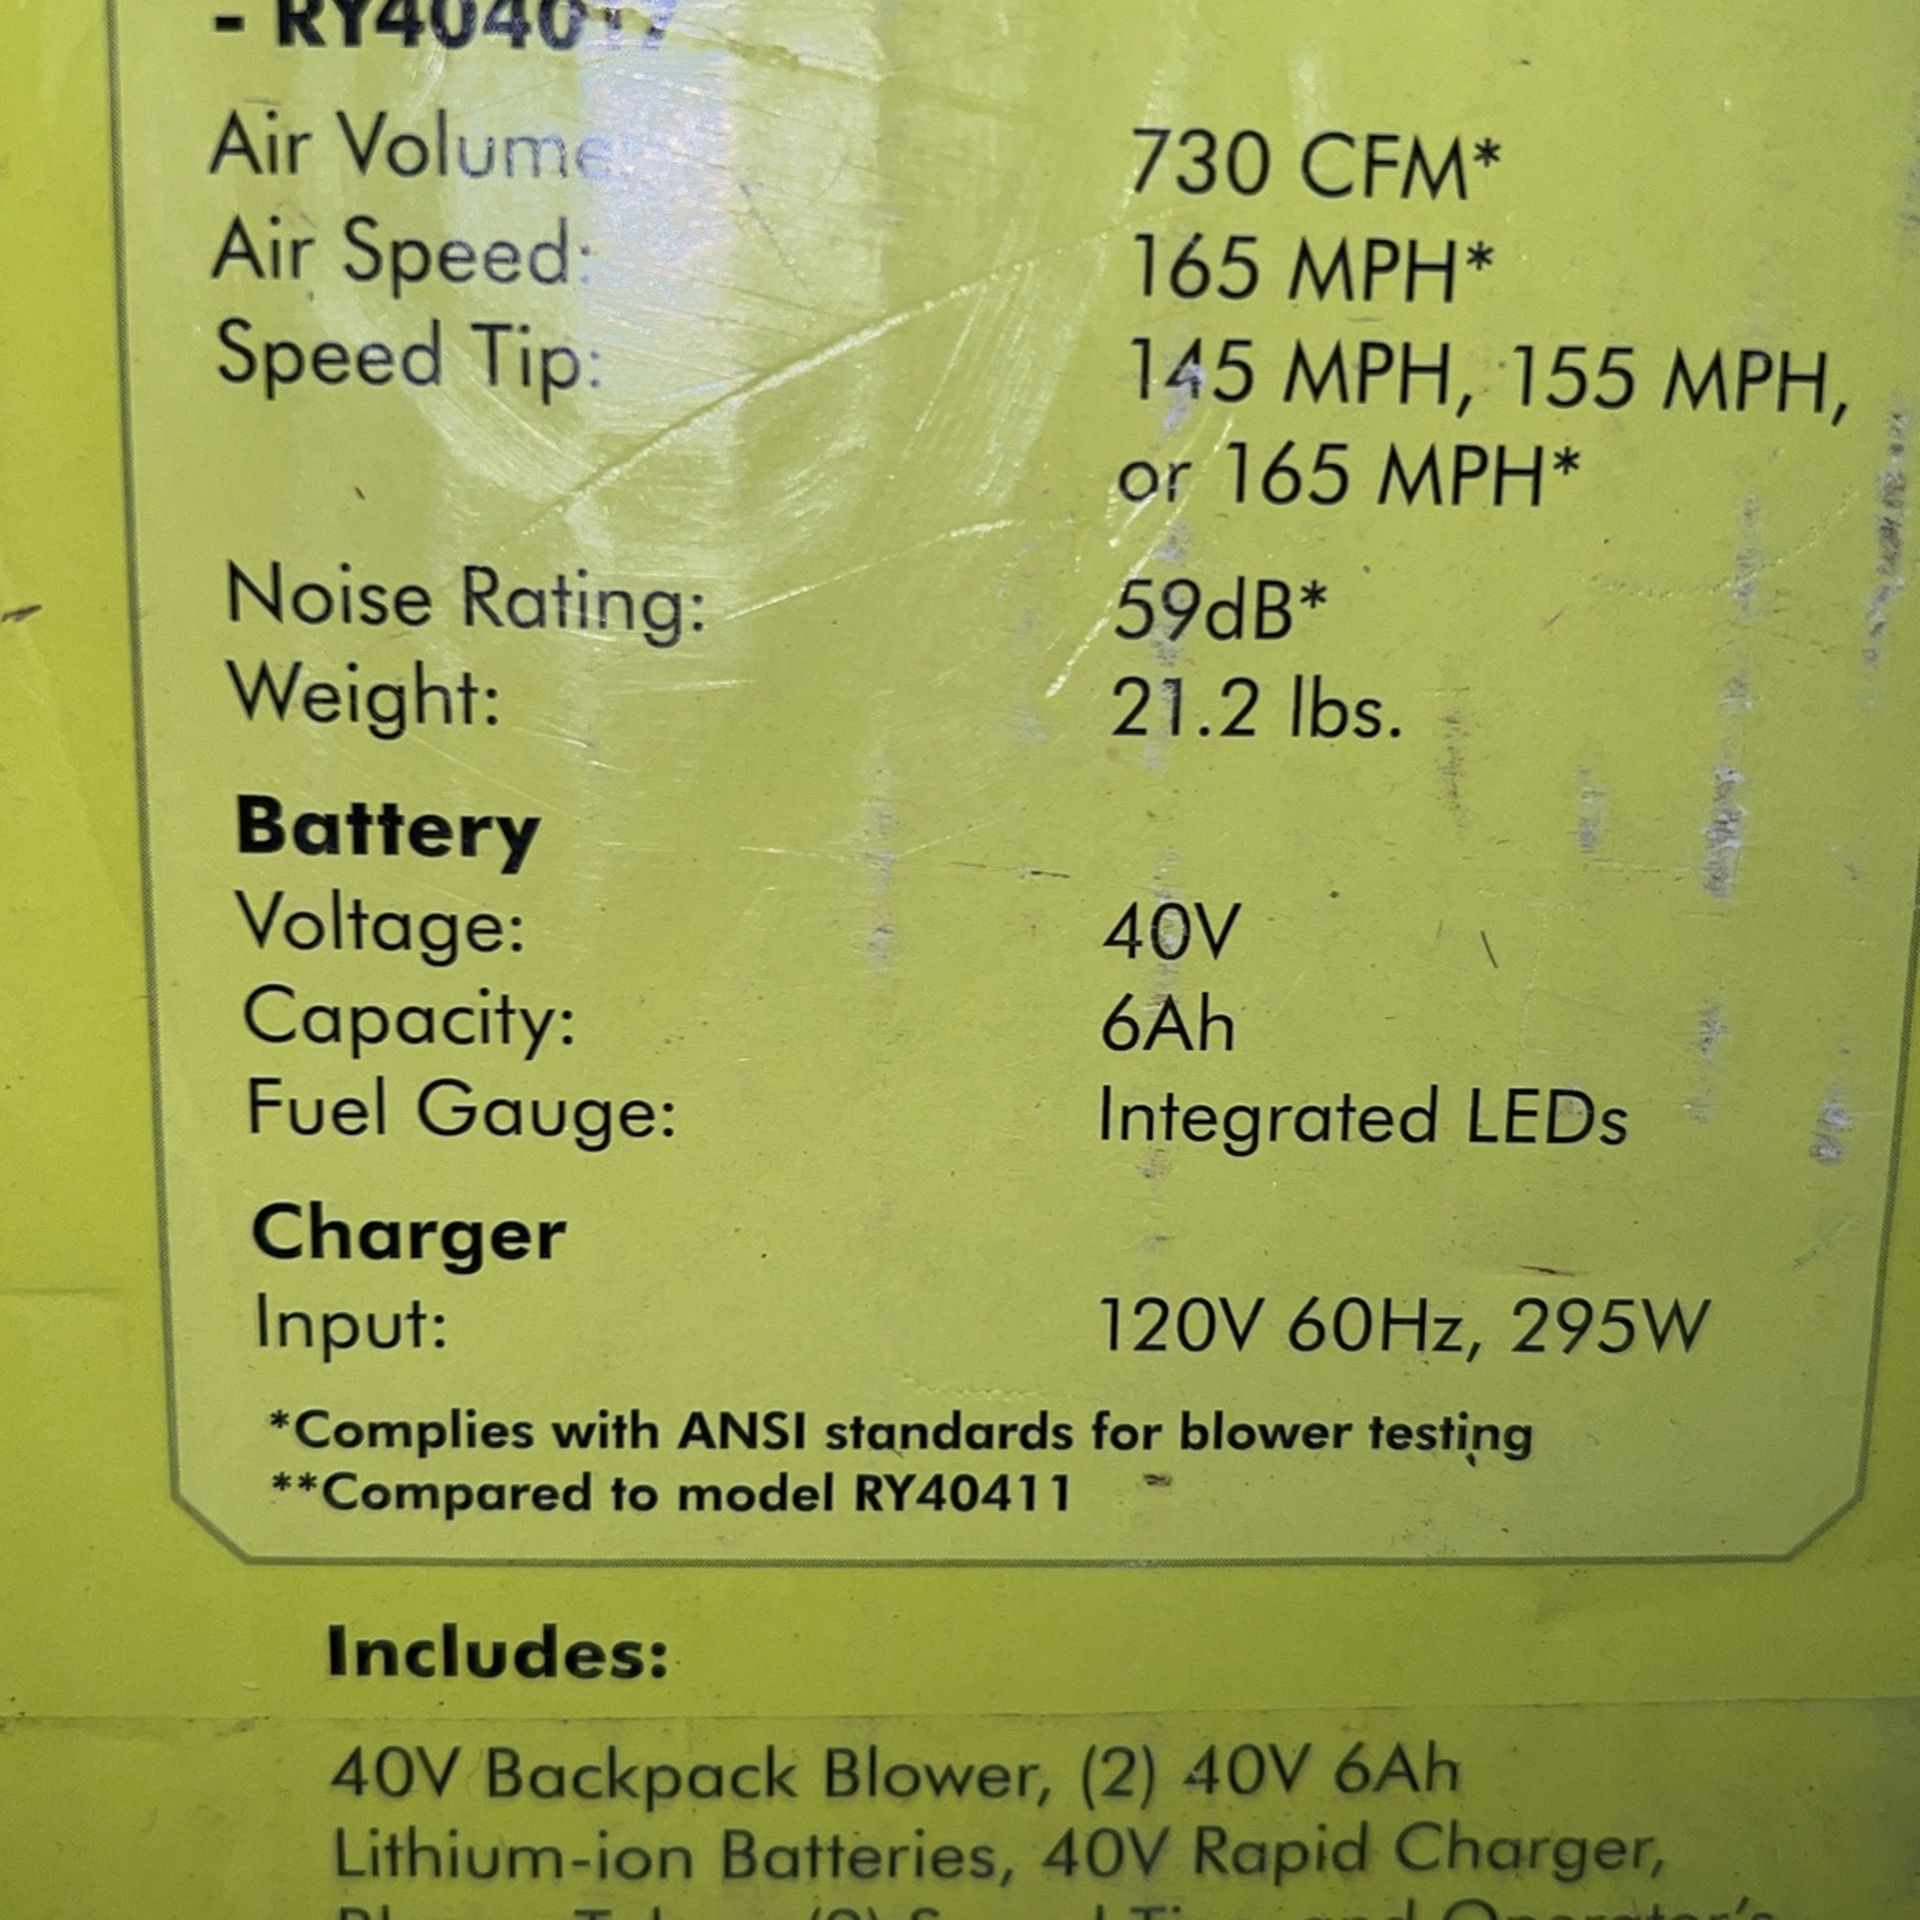 Air Volume: 730 CFM*
Air Speed: 165 MPH*
Speed Tip: 145 MPH, 155 MPH,
or 165 MPH*
Noise Rating: 59dB*
Weight: 21.2 lbs.
Battery
Voltage: 40V
Capacity: 6Ah
Fuel Gauge: Integrated LEDs
Charger
Input: 120V 60Hz, 295W
*Complies with ANSI standards for blower testing
**Compared to model RY40411
Includes:
40V Backpack Blower, (2) 40V 6Ah
Lithium-ion Batteries, 40V Rapid Charger,